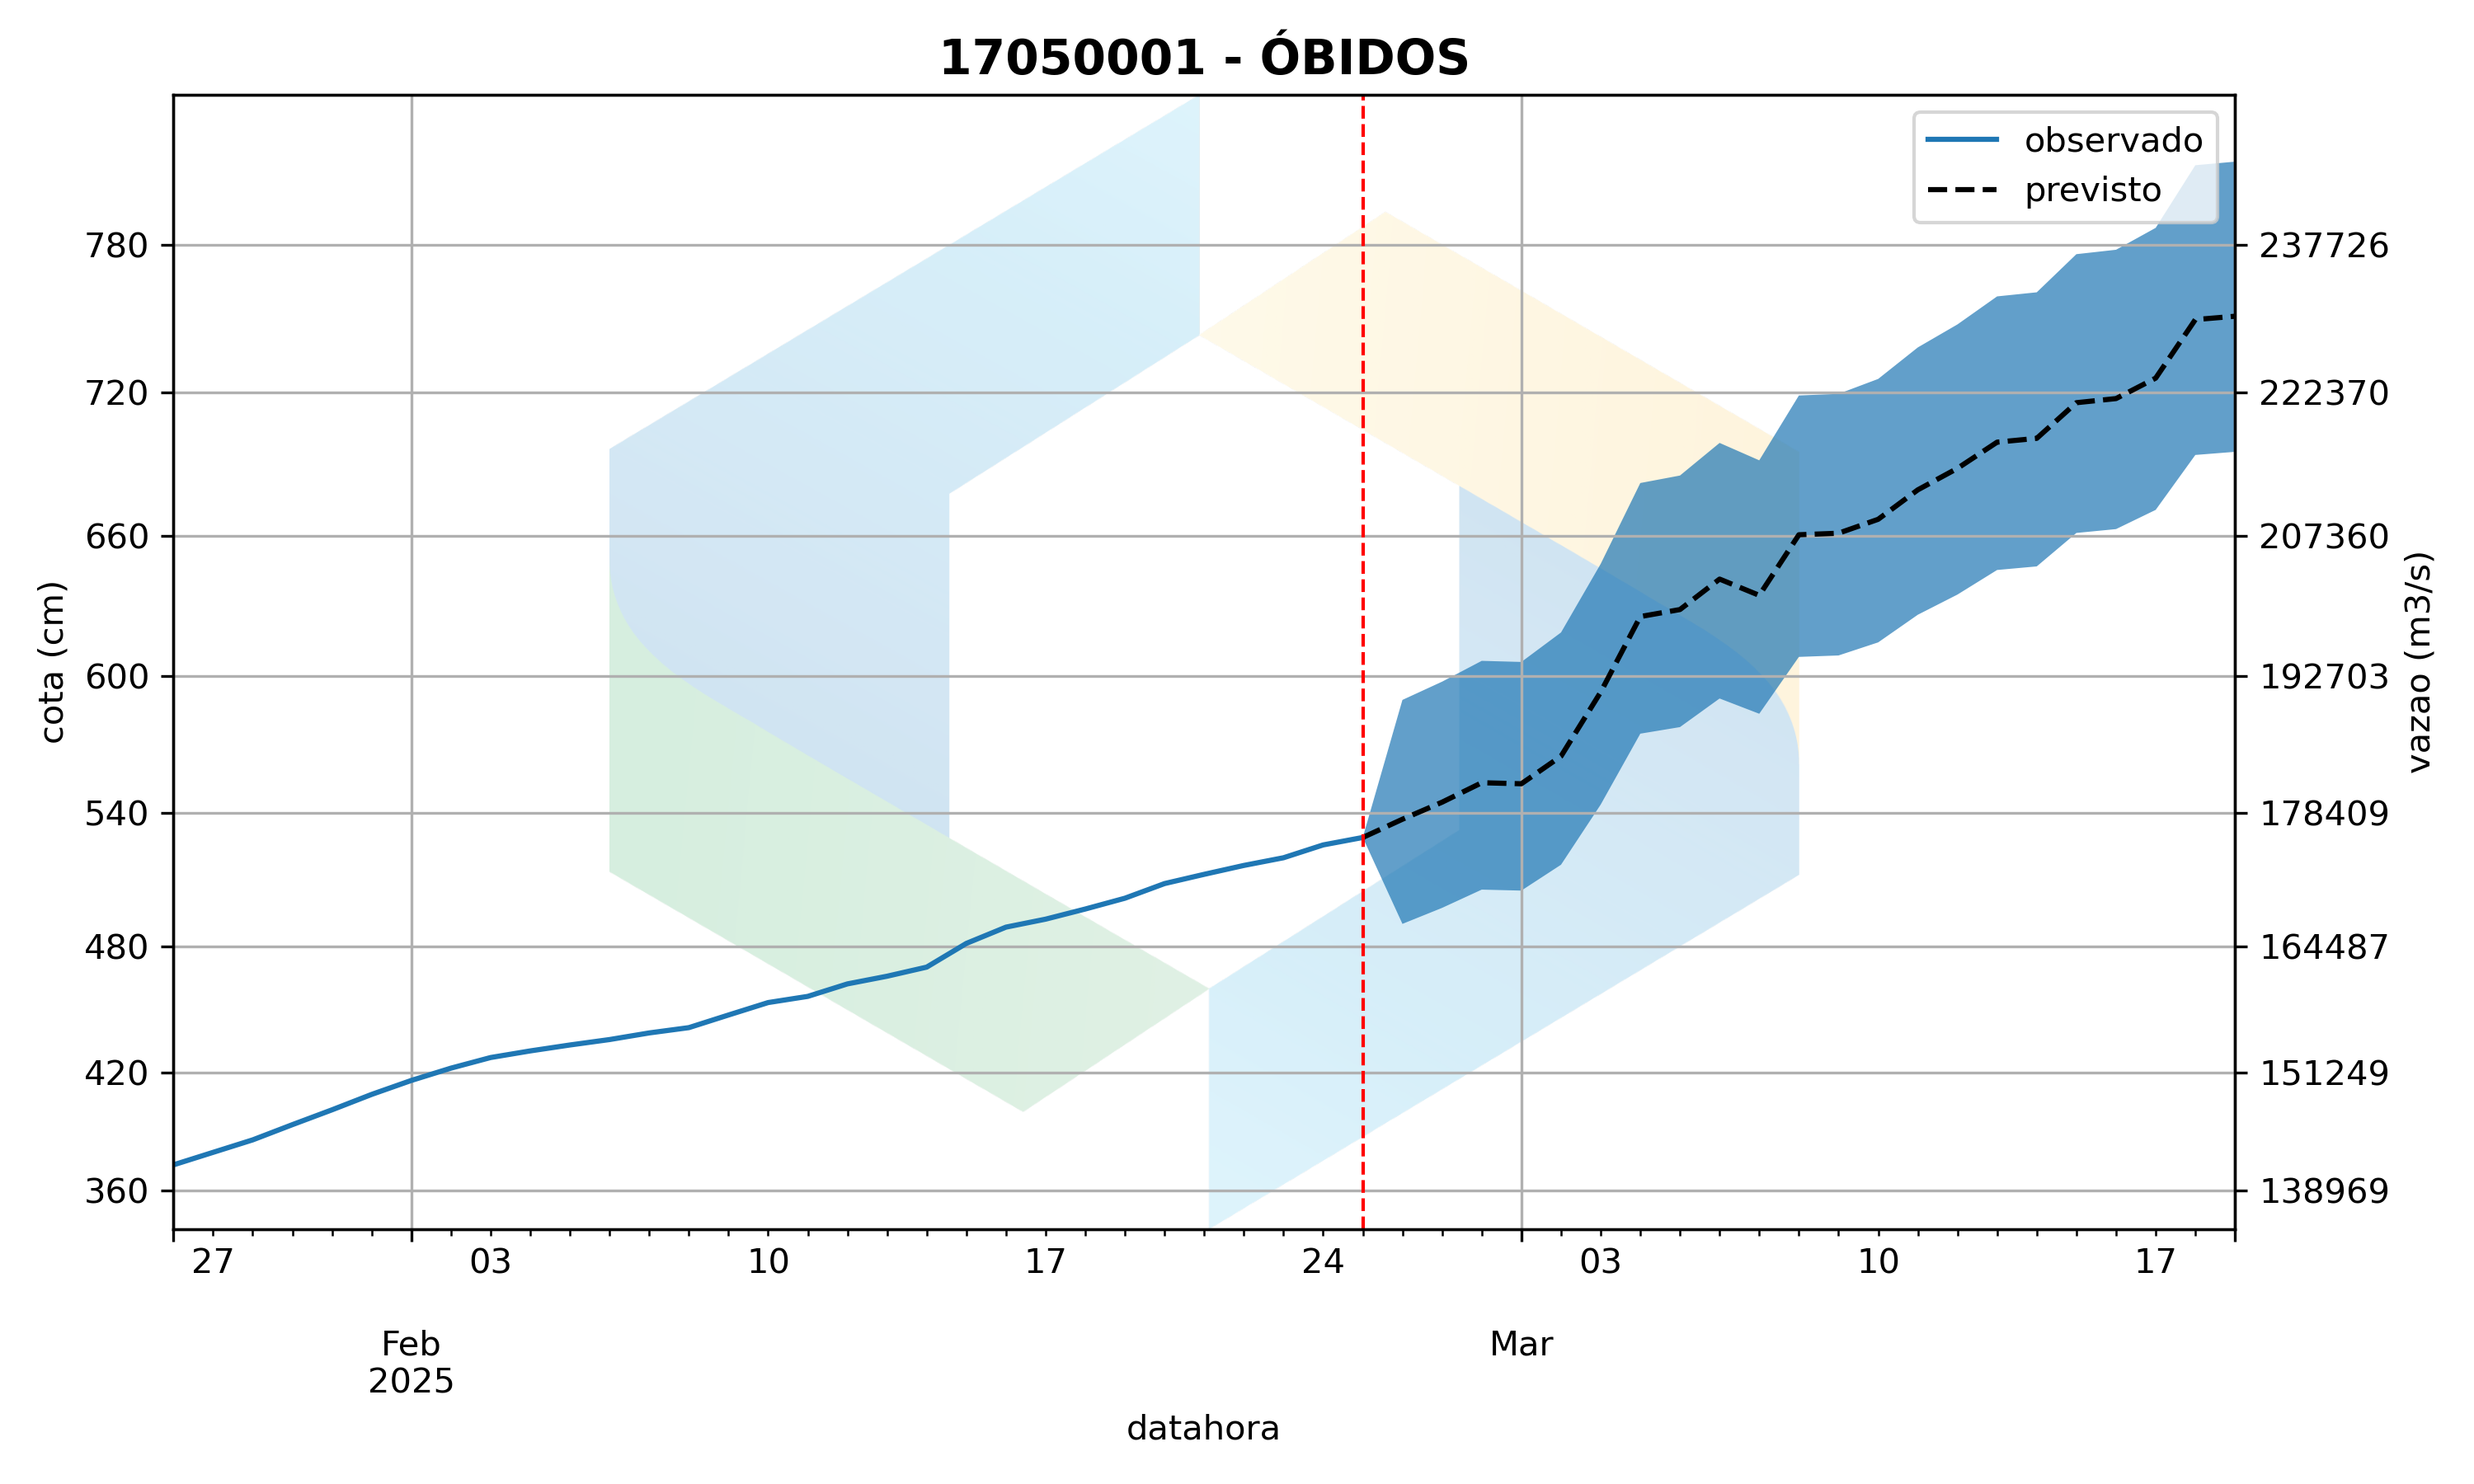 17050001 - ÓBIDOS
observado
previsto
780
720
660
600
540
480
420
360
cota (cm)
237726
222370
207360
192703
178409
164487
151249
138969
vazao (m3/s)
27 03 10 17 24 03 10 17
Feb Mar
2025
datahora